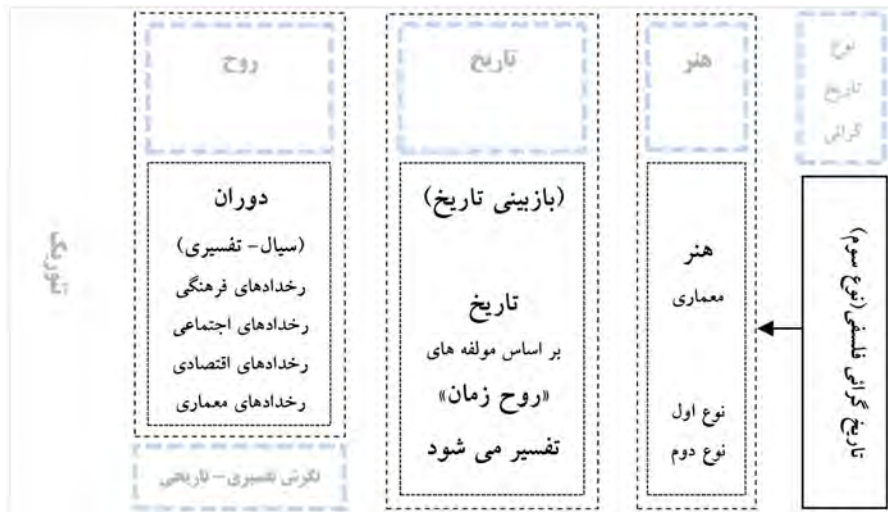 نوع
تاریخ
گرائی
هنر
تاریخ
روح
تاریخ گرائی فلسفی(نوع سوم)
هنر
معماری
نوع اول
نوع دوم
(بازبینی تاریخ)
تاریخ
بر اساس مولفه های
«روح زمان»
تفسیر می شود
دوران
(سیال- تفسیری)
رخدادهای فرهنگی
رخدادهای اجتماعی
رخدادهای اقتصادی
رخدادهای معماری
نگرش تفسیری- تاریخی
تئوریک